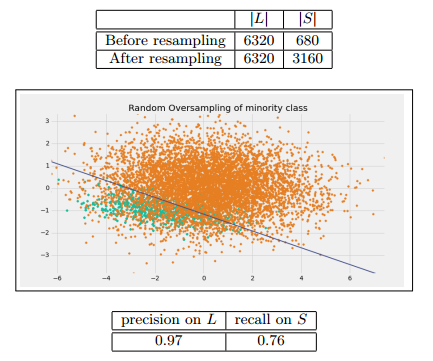 |L| |S|
Before resampling 6320 680
After resampling 6320 3160
Random Oversampling of minority class
3
2
1
0
−1
−2
−3
−6 −4 −2 0 2 4 6
precision on L recall on S
0.97 0.76